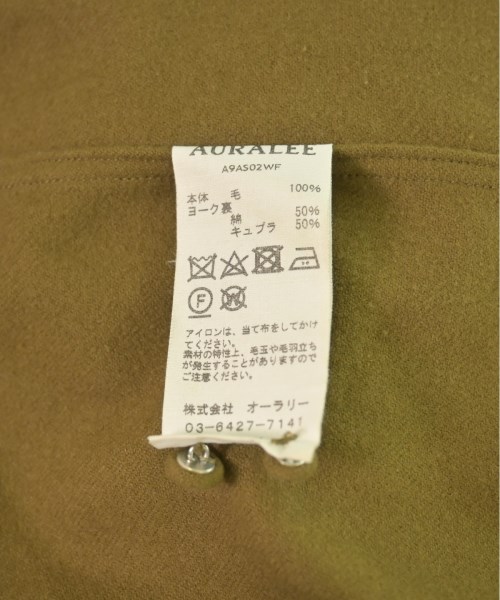 AURALEE
A9AS02WF
本体 毛 100%
ヨーク裏
綿 50%
キュプラ 50%
F W
アイロンは、当て布をしてかけ
てください。
素材の特性上、毛玉や毛羽立ち
が発生することがありますので
ご注意ください。
株式会社 オーラリー
03-6427-7141